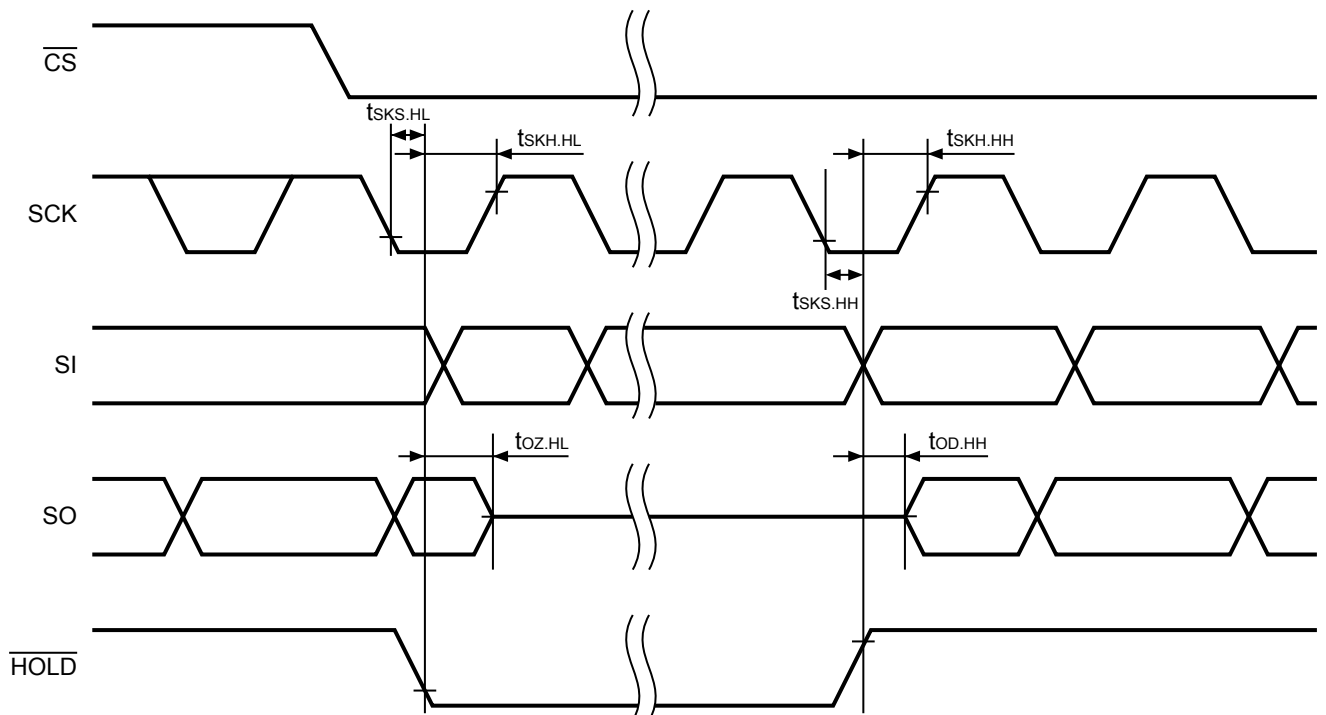 CS
tSKS.HL
tSKH.HL
tSKH.HH
SCK
tSKS.HH
SI
tOZ.HL
tOD.HH
SO
HOLD